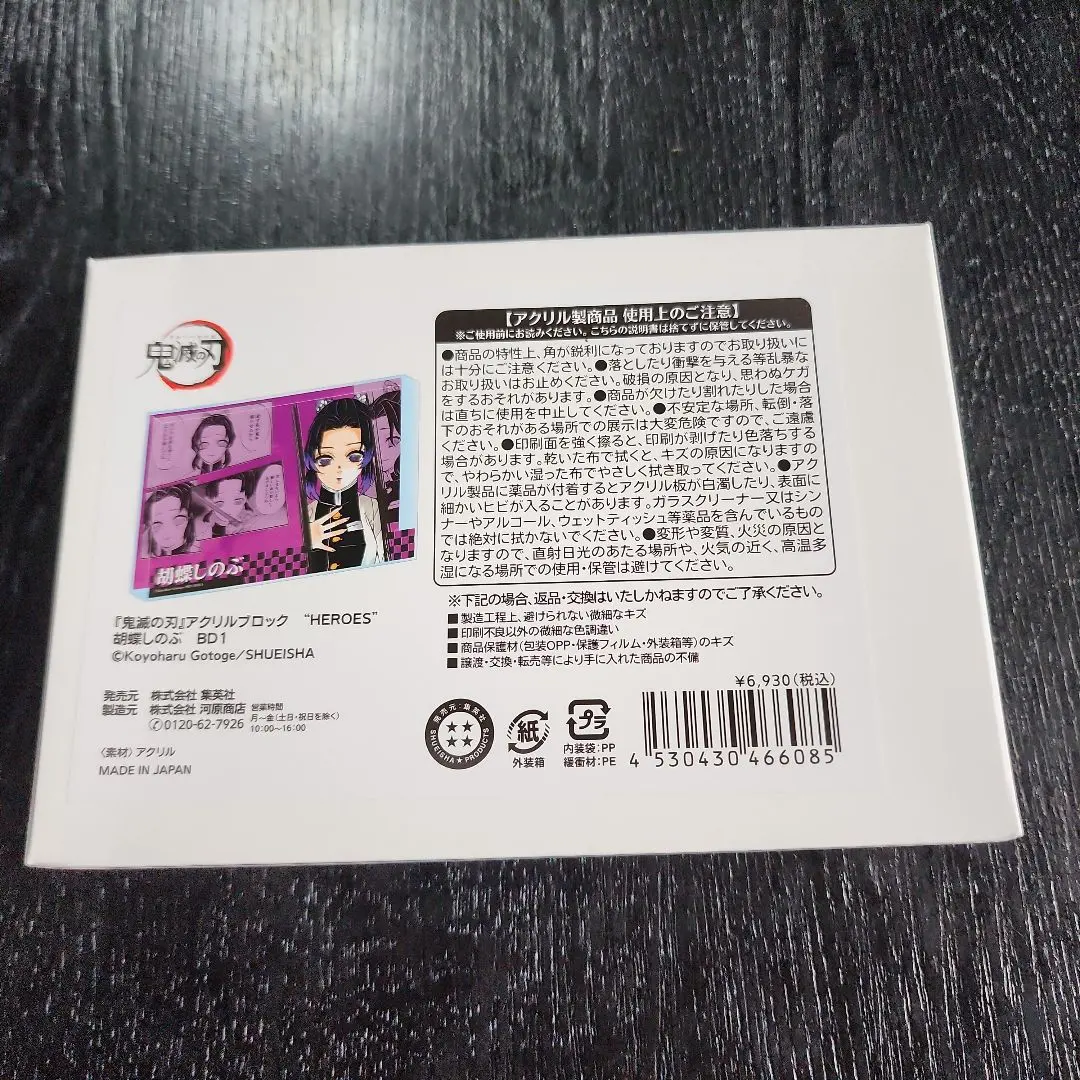 鬼滅の刃
胡蝶しのぶ
『鬼滅の刃』アクリルブロック “HEROES”
胡蝶しのぶ BD1
©Koyoharu Gotoge/SHUEISHA
発売元 株式会社 集英社
製造元 株式会社 河原商店 営業時間
0120-62-7926 月〜金(土日・祝日を除く)
10:00〜16:00
〈素材〉アクリル
MADE IN JAPAN
【アクリル製商品 使用上のご注意】
※ご使用前にお読みください。こちらの説明書は捨てずに保管してください。
●商品の特性上、角が鋭利になっておりますのでお取り扱いに
は十分にご注意ください。●落としたり衝撃を与える等乱暴な
お取り扱いはお止めください。破損の原因となり、思わぬケガ
をするおそれがあります。●商品が欠けたり割れたりした場合
は直ちに使用を中止してください。●不安定な場所、転倒・落
下のおそれがある場所での展示は大変危険ですので、ご遠慮
ください。●印刷面を強く擦ると、印刷が剥げたり色落ちする
場合があります。乾いた布で拭くと、キズの原因になりますの
で、やわらかい湿った布でやさしく拭き取ってください。●アク
リル製品に薬品が付着するとアクリル板が白濁したり、表面に
細かいヒビが入ることがあります。ガラスクリーナー又はシン
ナーやアルコール、ウェットティッシュ等薬品を含んでいるもの
では絶対に拭かないでください。●変形や変質、火災の原因と
なりますので、直射日光のあたる場所や、火気の近く、高温多
湿になる場所での使用・保管は避けてください。
※下記の場合、返品・交換はいたしかねますのでご了承ください。
■製造工程上、避けられない微細なキズ
■印刷不良以外の微細な色調違い
■商品保護材(包装OPP・保護フィルム・外装箱等)のキズ
■譲渡・交換・転売等により手に入れた商品の不備
¥6,930(税込)
発売元:集英社
SHUEISHA★PRODUCTS
紙
外装箱
プラ
内装袋:PP
緩衝材:PE
4 530430 466085